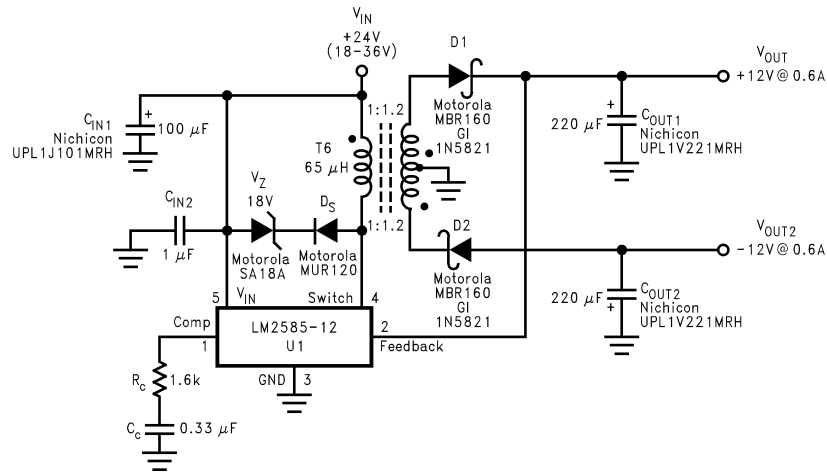 V_IN
+24V
(18-36V)
D1
V_OUT
+12V@0.6A
C_IN1
Nichicon
UPL1J101MRH
+
100 μF
1:1.2
T6
65 μH
1:1.2
Motorola
MBR160
GI
1N5821
+
220 μF
C_OUT1
Nichicon
UPL1V221MRH
C_IN2
1 μF
V_Z
18V
Motorola
SA18A
D_S
Motorola
MUR120
D2
Motorola
MBR160
GI
1N5821
V_OUT2
-12V@0.6A
220 μF
+
C_OUT2
Nichicon
UPL1V221MRH
5
V_IN
Switch
4
Comp
1
LM2585-12
U1
2
Feedback
GND
3
R_c
1.6k
C_c
0.33 μF